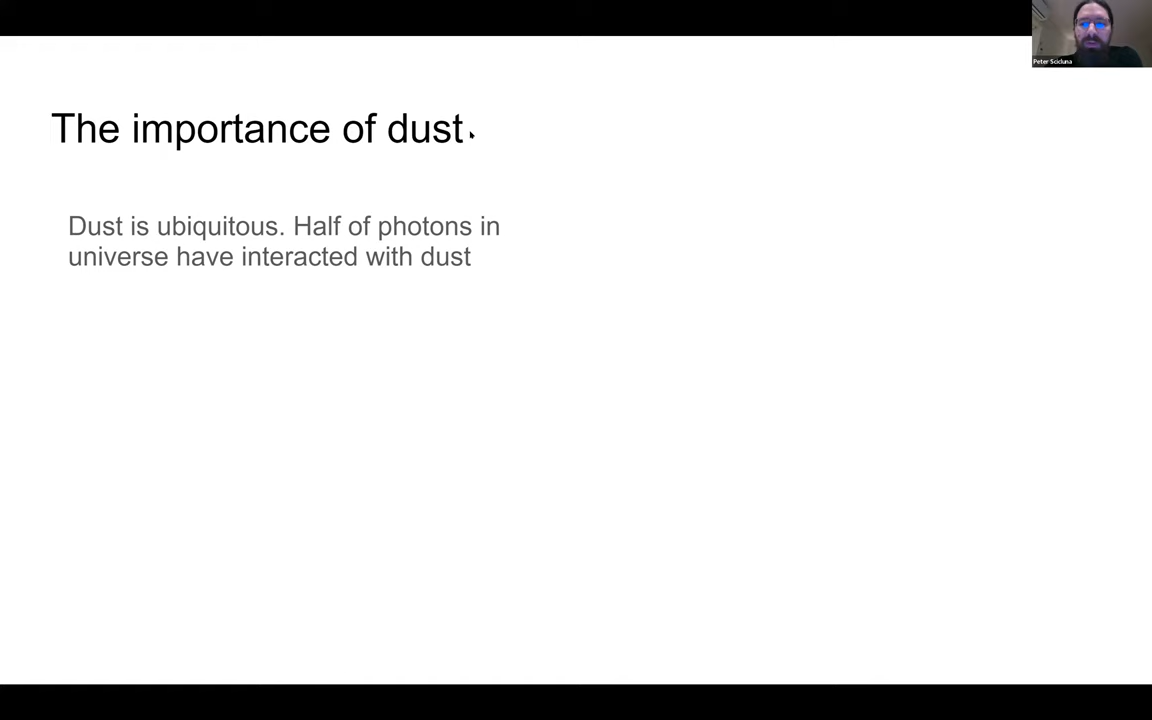 Peter Scicluna
The importance of dust
Dust is ubiquitous. Half of photons in
universe have interacted with dust